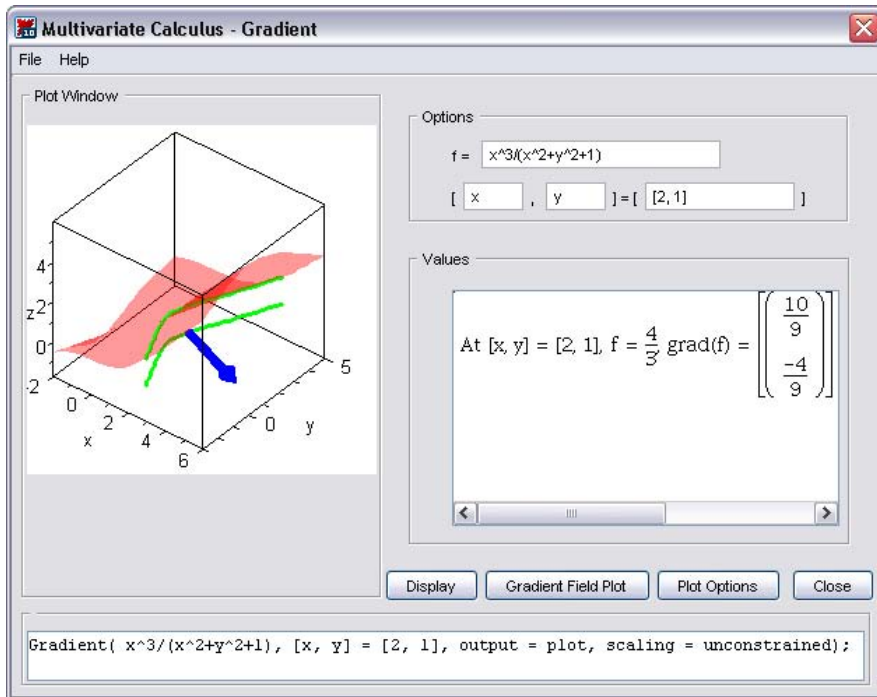 Multivariate Calculus - Gradient
File Help
Plot Window
4
z 2
0
-2
0
2
4
6
x
0
5
y
Options
f = x^3/(x^2+y^2+1)
[ x , y ] = [ [2, 1] ]
Values
At [x, y] = [2, 1], f = 4/3, grad(f) = [[(10/9
-4/9)]]
Display Gradient Field Plot Plot Options Close
Gradient( x^3/(x^2+y^2+1), [x, y] = [2, 1], output = plot, scaling = unconstrained);